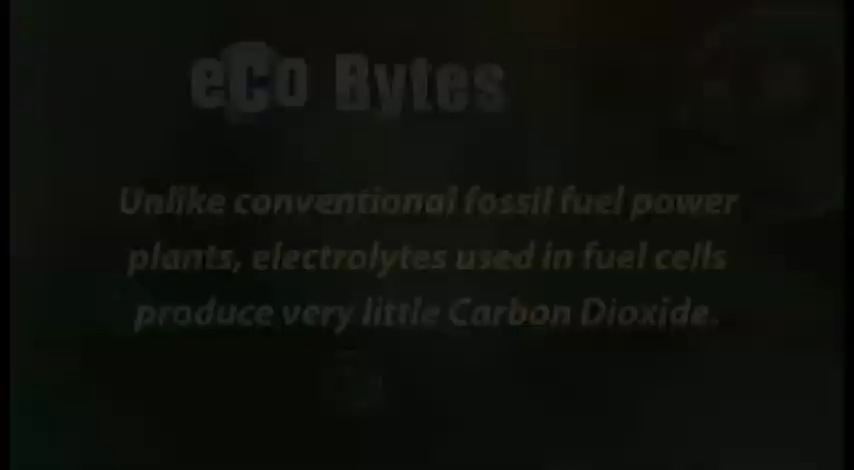 eCo Bytes
Unlike conventional fossil fuel power
plants, electrolytes used in fuel cells
produce very little Carbon Dioxide.